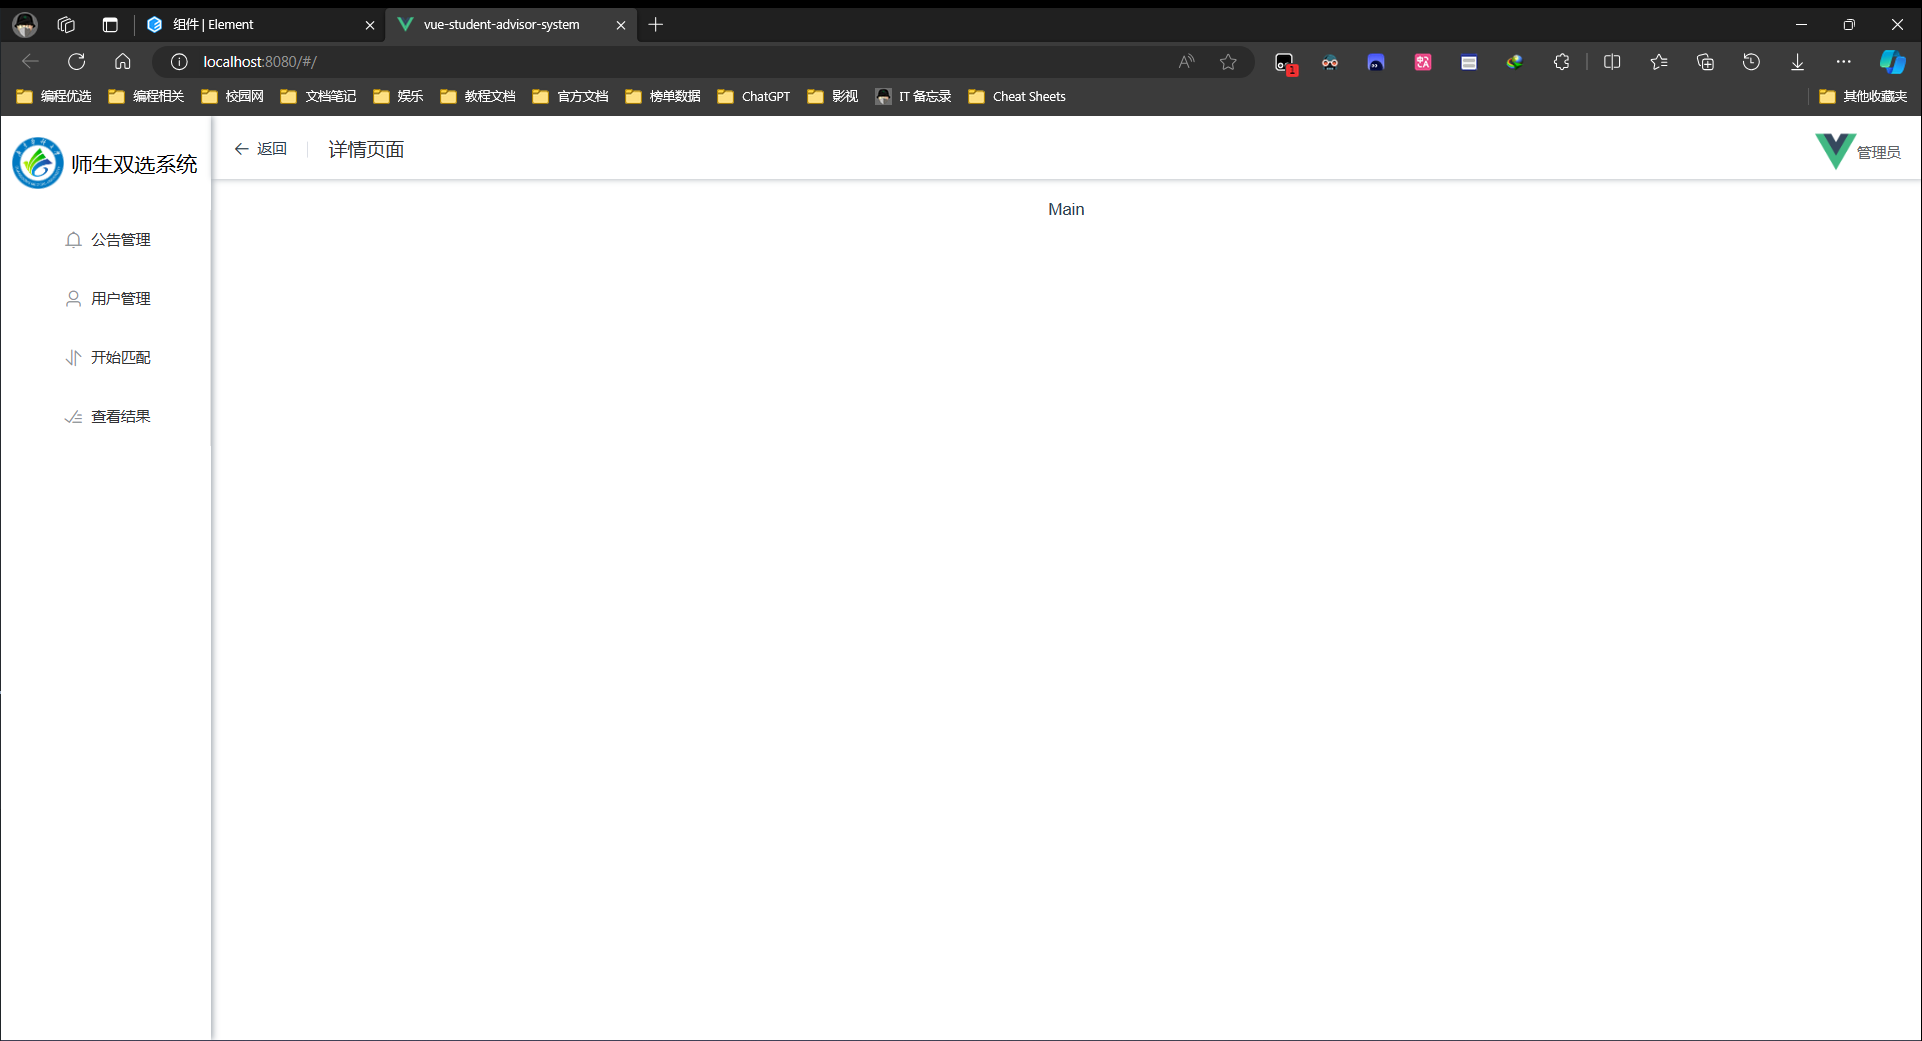 组件 | Element
vue-student-advisor-system
localhost:8080/#/
1
编程优选 编程相关 校园网 文档笔记 娱乐 教程文档 官方文档 榜单数据 ChatGPT 影视 IT 备忘录 Cheat Sheets 其他收藏夹
师生双选系统
返回 详情页面
管理员
Main
公告管理
用户管理
开始匹配
查看结果